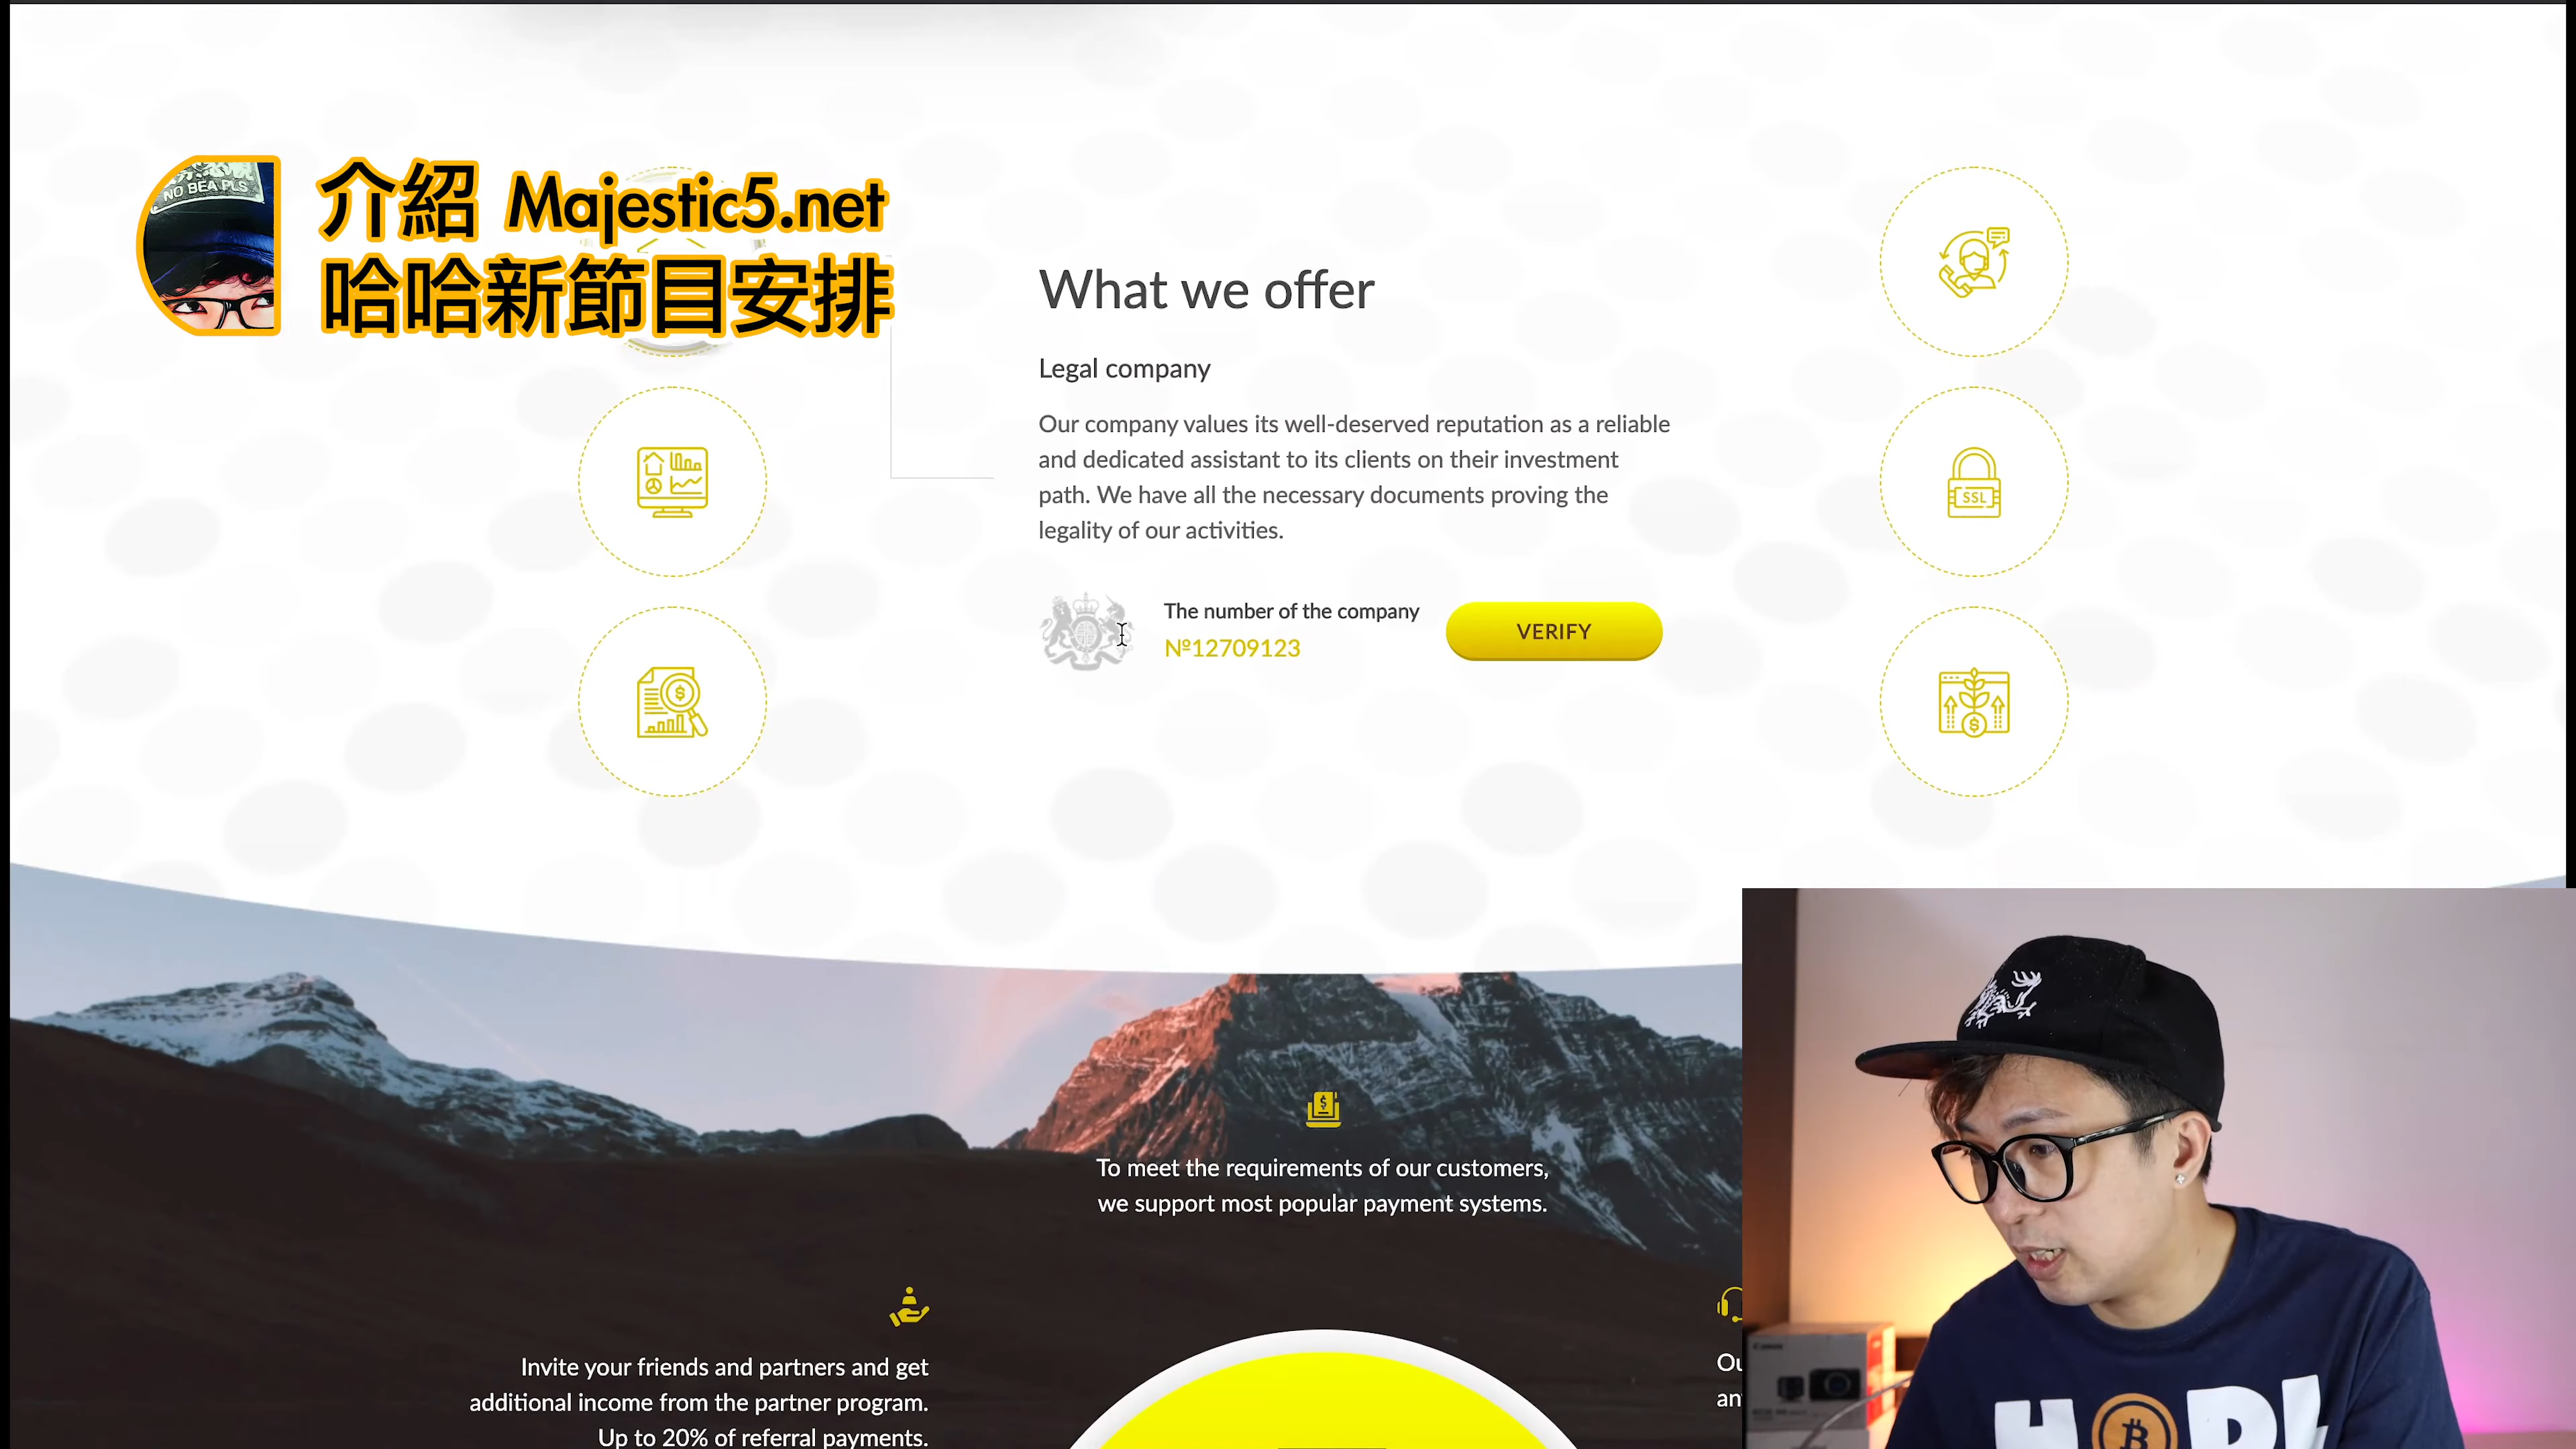 NO BEA PLS
介紹 Majestic5.net
哈哈新節目安排
What we offer
Legal company
Our company values its well-deserved reputation as a reliable
and dedicated assistant to its clients on their investment
path. We have all the necessary documents proving the
legality of our activities.
The number of the company
Nº12709123
VERIFY
SSL
To meet the requirements of our customers,
we support most popular payment systems.
Invite your friends and partners and get
additional income from the partner program.
Up to 20% of referral payments.
Canon